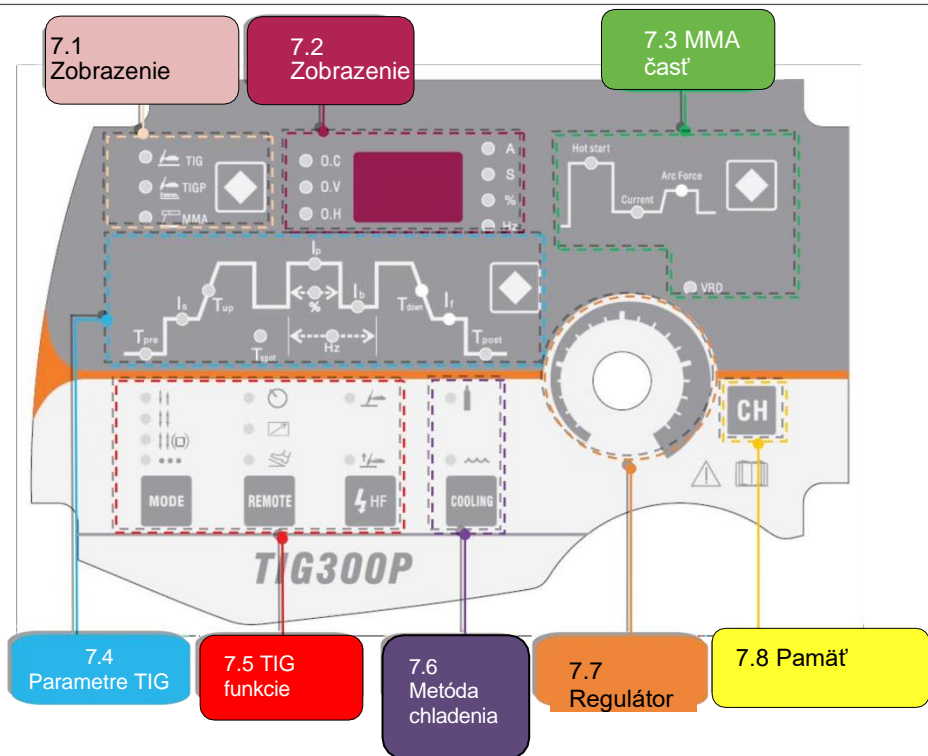 7.1
Zobrazenie
7.2
Zobrazenie
7.3 MMA
časť
TIG
TIGP
MMA
O.C
O.V
O.H
A
S
%
Hz
Hot start
Current
Arc Force
VRD
Tpre
Is
Tup
Tspot
Ip
%
Hz
Ib
Tdown
If
Tpost
MODE
REMOTE
HF
COOLING
CH
TIG300P
7.4
Parametre TIG
7.5 TIG
funkcie
7.6
Metóda
chladenia
7.7
Regulátor
7.8 Pamäť